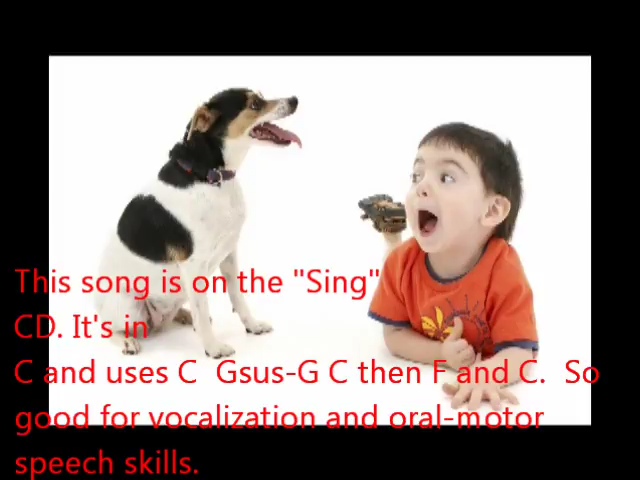 This song is on the "Sing"
CD. It's in
C and uses C  Gsus-G C then F and C.  So
good for vocalization and oral-motor
speech skills.